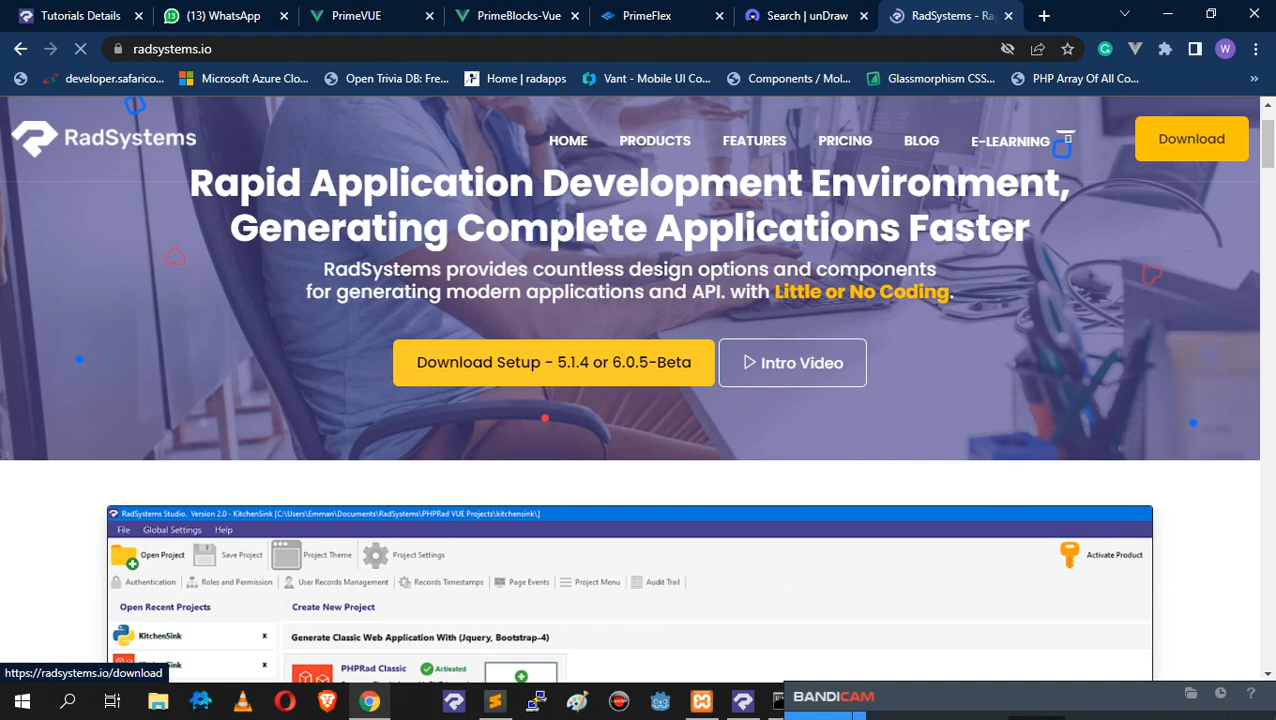 Tutorials Details
(13) WhatsApp
PrimeVUE
PrimeBlocks-Vue
PrimeFlex
Search | unDraw
RadSystems - Ra
radsystems.io
W
developer.safarico...
Microsoft Azure Clo...
Open Trivia DB: Fre...
Home | radapps
Vant - Mobile UI Co...
Components / Mol...
Glassmorphism CSS...
PHP Array Of All Co...
RadSystems
HOME
PRODUCTS
FEATURES
PRICING
BLOG
E-LEARNING
Download
Rapid Application Development Environment,
Generating Complete Applications Faster
RadSystems provides countless design options and components
for generating modern applications and API. with Little or No Coding.
Download Setup - 5.1.4 or 6.0.5-Beta
Intro Video
RadSystems Studio. Version 2.0 - KitchenSink [C:\Users\Emman\Documents\RadSystems\PHPRad VUE Projects\kitchensink\]
File Global Settings Help
Open Project
Save Project
Project Theme
Project Settings
Activate Product
Authentication
Roles and Permission
User Records Management
Records Timestamps
Page Events
Project Menu
Audit Trail
Open Recent Projects
Create New Project
KitchenSink x
Generate Classic Web Application With (Jquery, Bootstrap-4)
x
PHPRad Classic
Activated
https://radsystems.io/download
BANDICAM